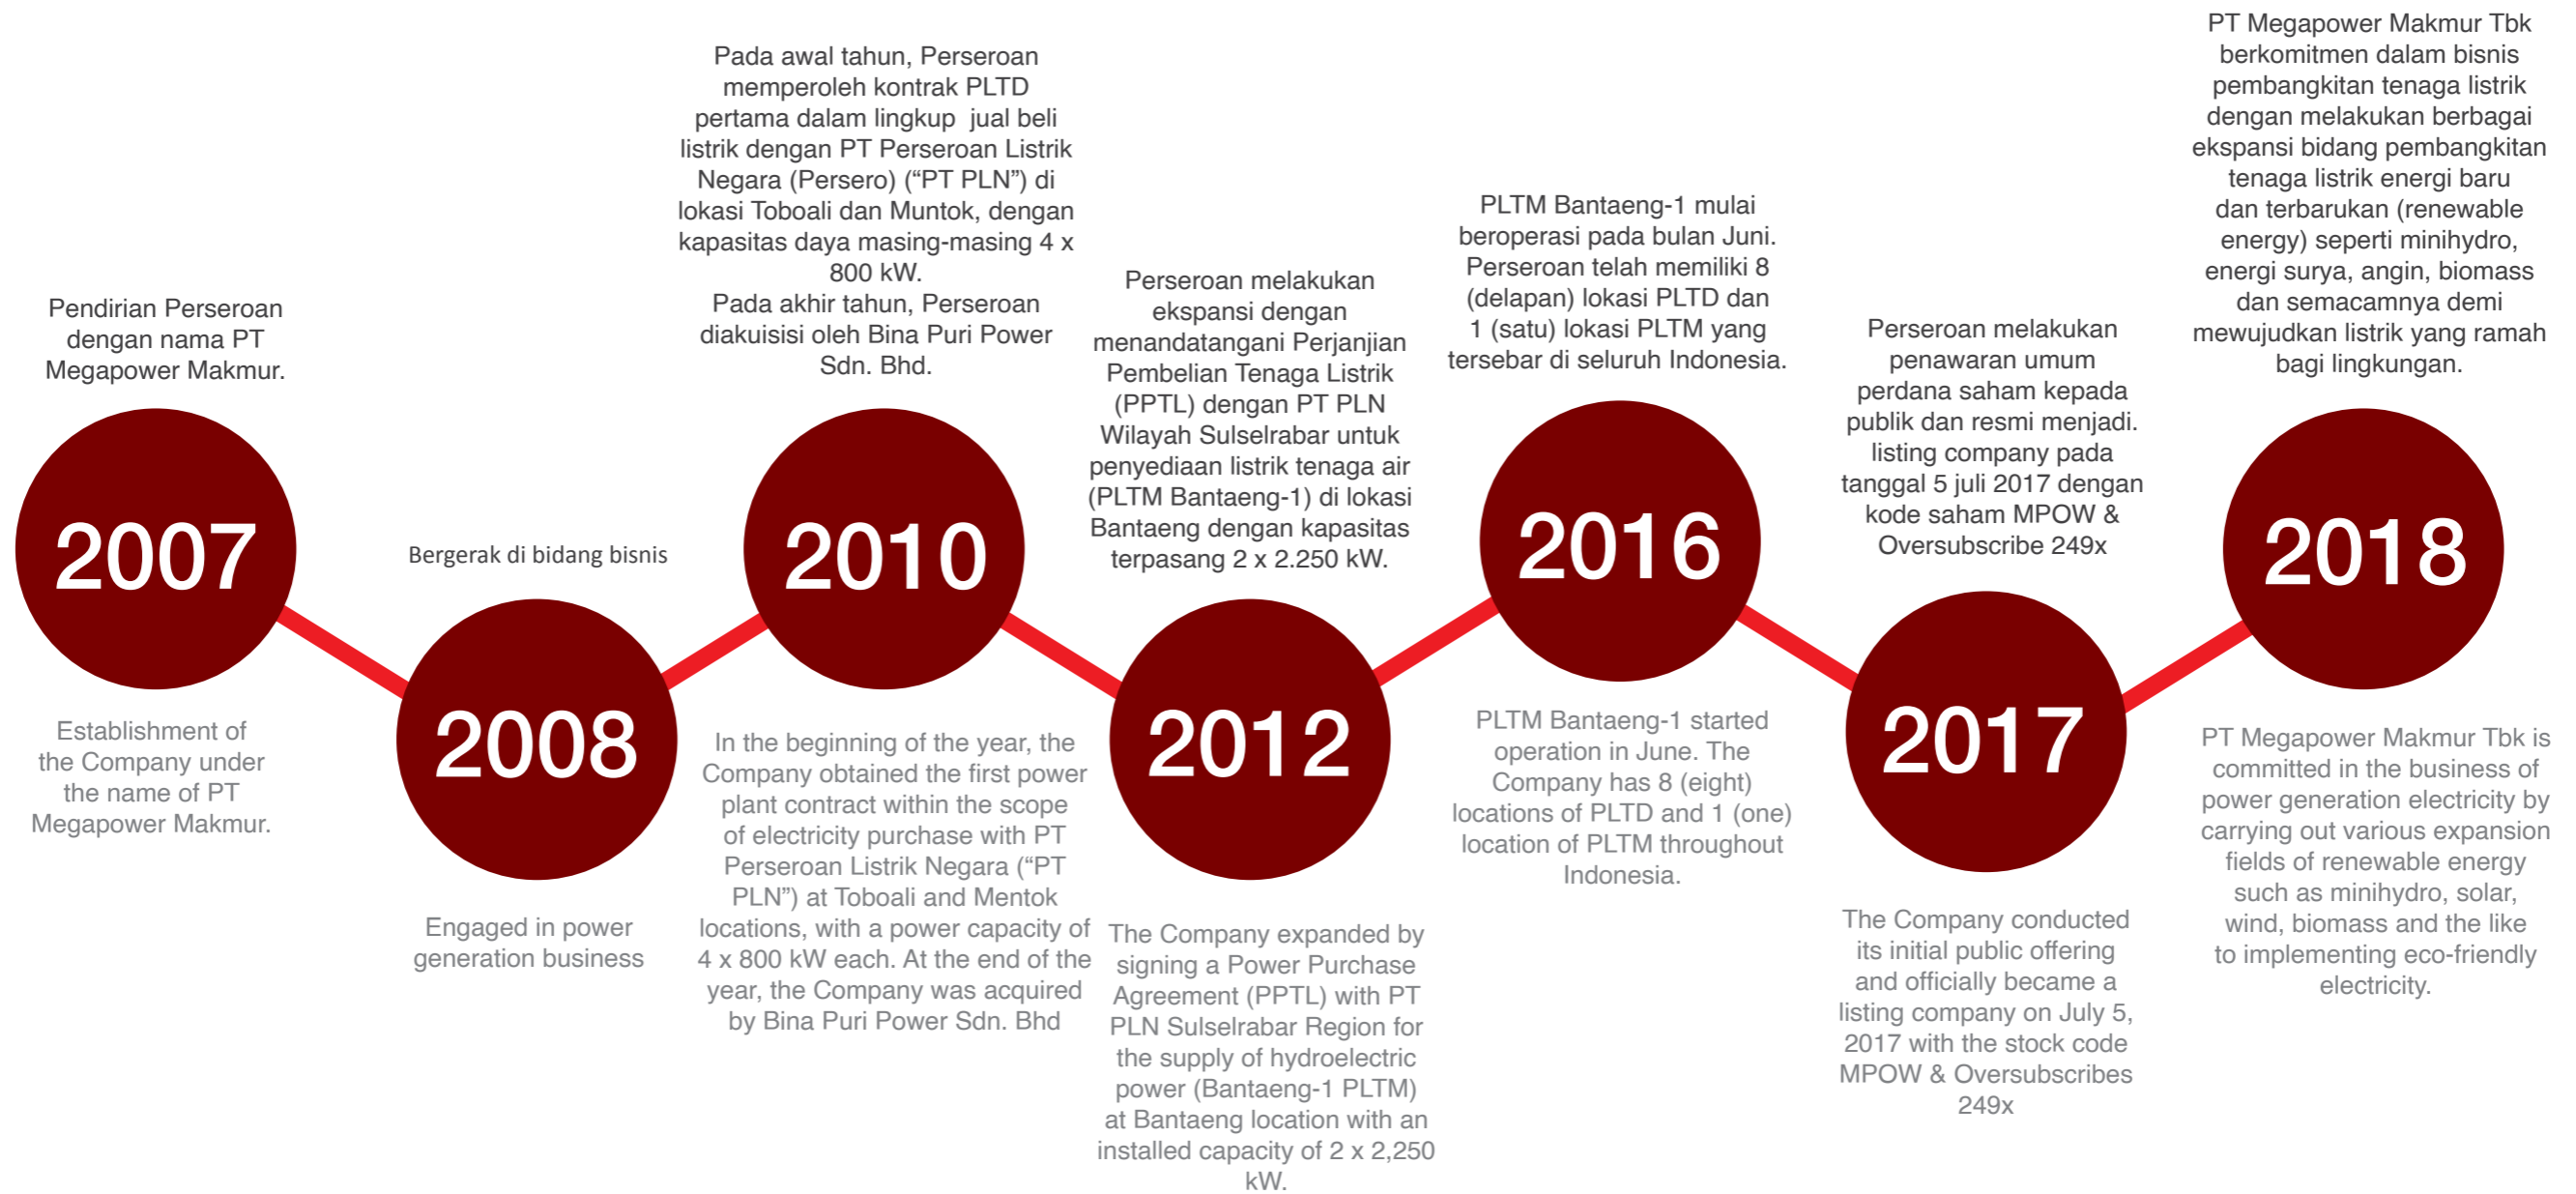 Pendirian Perseroan
dengan nama PT
Megapower Makmur.
2007
Establishment of
the Company under
the name of PT
Megapower Makmur.
Bergerak di bidang bisnis
2008
Engaged in power
generation business
Pada awal tahun, Perseroan
memperoleh kontrak PLTD
pertama dalam lingkup jual beli
listrik dengan PT Perseroan Listrik
Negara (Persero) (“PT PLN”) di
lokasi Toboali dan Muntok, dengan
kapasitas daya masing-masing 4 x
800 kW.
Pada akhir tahun, Perseroan
diakuisisi oleh Bina Puri Power
Sdn. Bhd.
2010
In the beginning of the year, the
Company obtained the first power
plant contract within the scope
of electricity purchase with PT
Perseroan Listrik Negara (“PT
PLN”) at Toboali and Mentok
locations, with a power capacity of
4 x 800 kW each. At the end of the
year, the Company was acquired
by Bina Puri Power Sdn. Bhd
Perseroan melakukan
ekspansi dengan
menandatangani Perjanjian
Pembelian Tenaga Listrik
(PPTL) dengan PT PLN
Wilayah Sulselrabar untuk
penyediaan listrik tenaga air
(PLTM Bantaeng-1) di lokasi
Bantaeng dengan kapasitas
terpasang 2 x 2.250 kW.
2012
The Company expanded by
signing a Power Purchase
Agreement (PPTL) with PT
PLN Sulselrabar Region for
the supply of hydroelectric
power (Bantaeng-1 PLTM)
at Bantaeng location with an
installed capacity of 2 x 2,250
kW.
PLTM Bantaeng-1 mulai
beroperasi pada bulan Juni.
Perseroan telah memiliki 8
(delapan) lokasi PLTD dan
1 (satu) lokasi PLTM yang
tersebar di seluruh Indonesia.
2016
PLTM Bantaeng-1 started
operation in June. The
Company has 8 (eight)
locations of PLTD and 1 (one)
location of PLTM throughout
Indonesia.
Perseroan melakukan
penawaran umum
perdana saham kepada
publik dan resmi menjadi.
listing company pada
tanggal 5 juli 2017 dengan
kode saham MPOW &
Oversubscribe 249x
2017
The Company conducted
its initial public offering
and officially became a
listing company on July 5,
2017 with the stock code
MPOW & Oversubscribes
249x
PT Megapower Makmur Tbk
berkomitmen dalam bisnis
pembangkitan tenaga listrik
dengan melakukan berbagai
ekspansi bidang pembangkitan
tenaga listrik energi baru
dan terbarukan (renewable
energy) seperti minihydro,
energi surya, angin, biomass
dan semacamnya demi
mewujudkan listrik yang ramah
bagi lingkungan.
2018
PT Megapower Makmur Tbk is
committed in the business of
power generation electricity by
carrying out various expansion
fields of renewable energy
such as minihydro, solar,
wind, biomass and the like
to implementing eco-friendly
electricity.